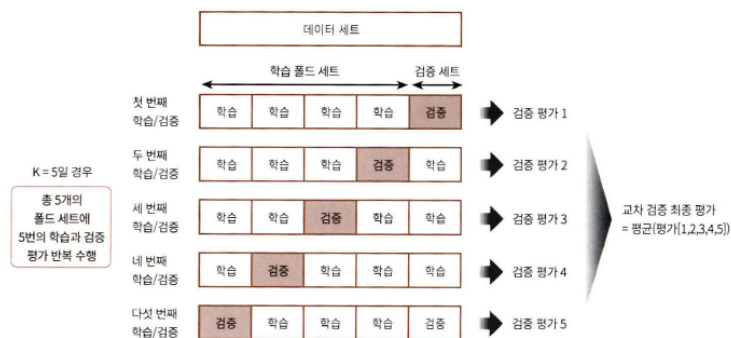 데이터 세트
학습 폴드 세트 검증 세트
첫 번째
학습/검증
학습 학습 학습 학습 검증
검증 평가 1
두 번째
학습/검증
학습 학습 학습 검증 학습
검증 평가 2
K = 5일 경우
총 5개의
폴드 세트에
5번의 학습과 검증
평가 반복 수행
세 번째
학습/검증
학습 학습 검증 학습 학습
검증 평가 3
교차 검증 최종 평가
= 평균(평가[1,2,3,4,5])
네 번째
학습/검증
학습 검증 학습 학습 학습
검증 평가 4
다섯 번째
학습/검증
검증 학습 학습 학습 검증
검증 평가 5